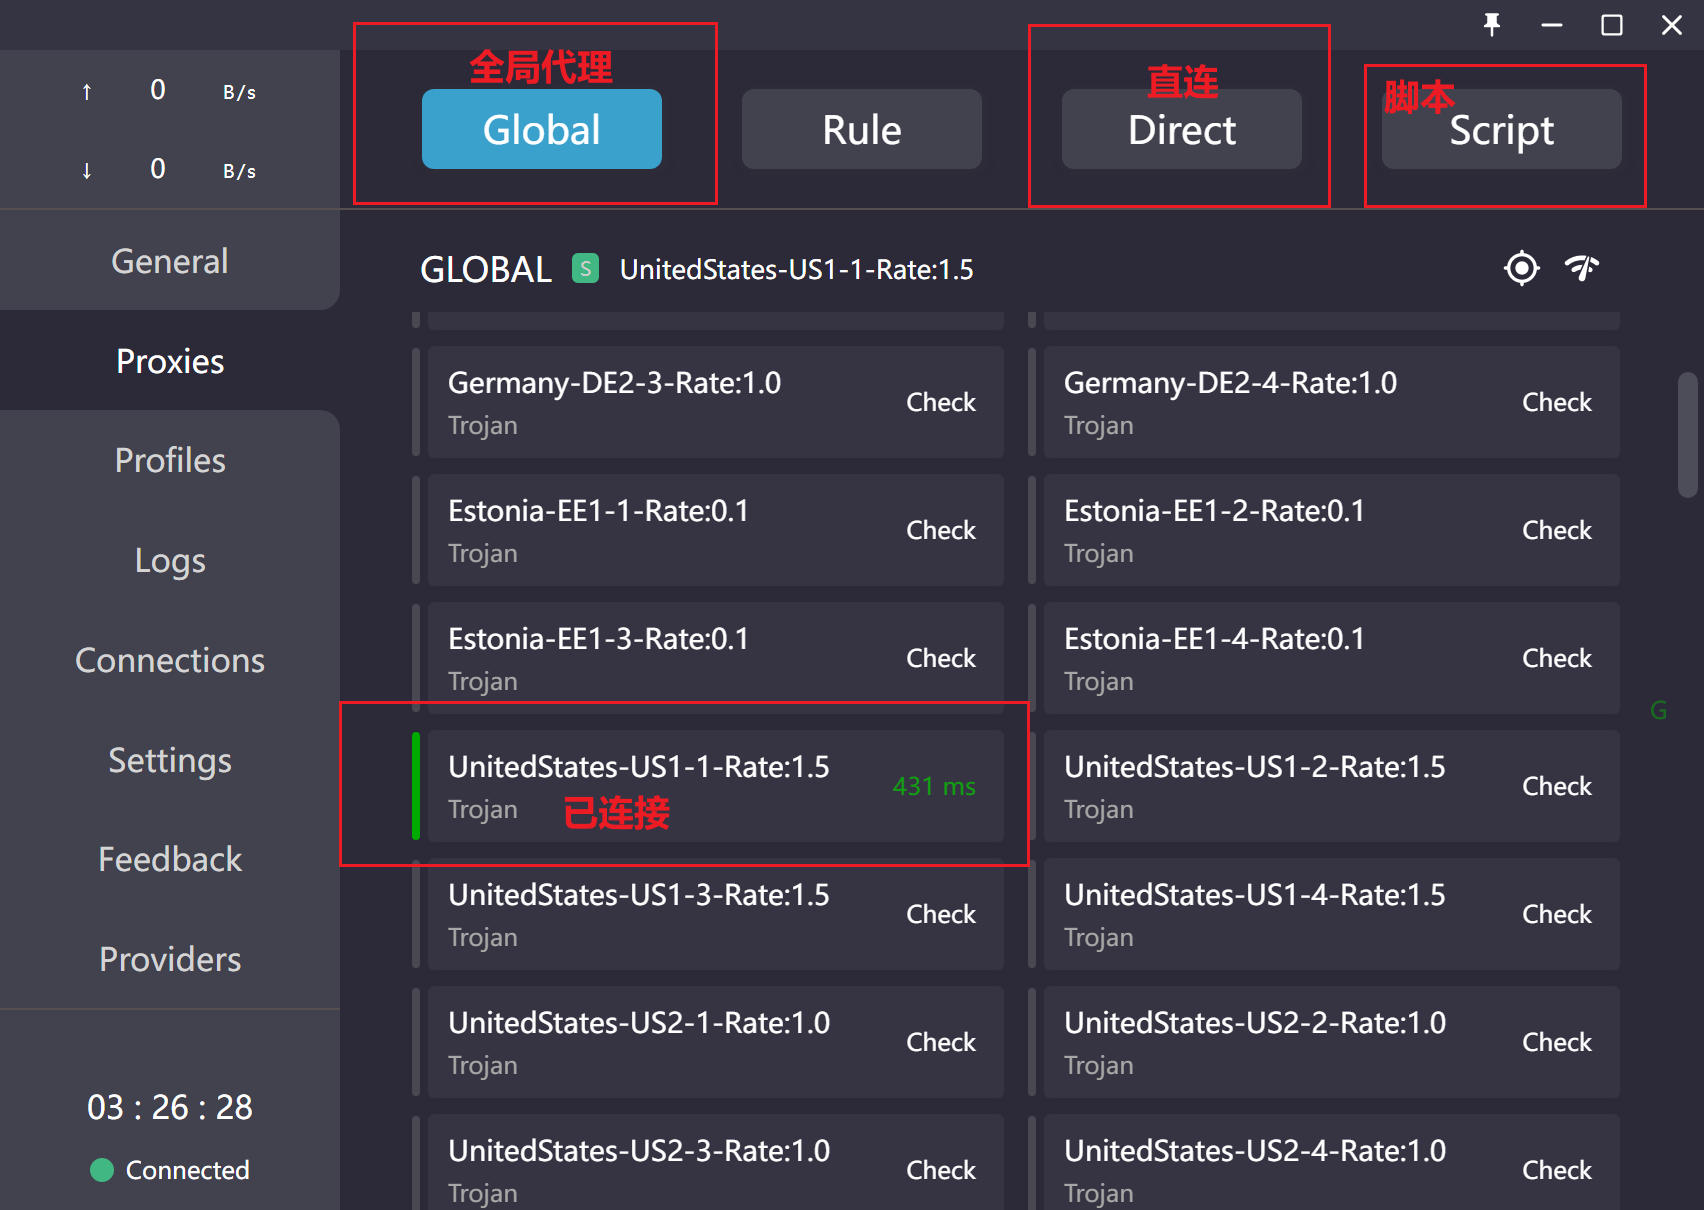 ↑ 0 B/s
↓ 0 B/s
全局代理
Global
Rule
直连
Direct
脚本
Script
General
Proxies
Profiles
Logs
Connections
Settings
Feedback
Providers
03 : 26 : 28
Connected
GLOBAL S UnitedStates-US1-1-Rate:1.5
Germany-DE2-3-Rate:1.0
Trojan
Check
Germany-DE2-4-Rate:1.0
Trojan
Check
Estonia-EE1-1-Rate:0.1
Trojan
Check
Estonia-EE1-2-Rate:0.1
Trojan
Check
Estonia-EE1-3-Rate:0.1
Trojan
Check
Estonia-EE1-4-Rate:0.1
Trojan
Check
G
UnitedStates-US1-1-Rate:1.5
Trojan
已连接
431 ms
UnitedStates-US1-2-Rate:1.5
Trojan
Check
UnitedStates-US1-3-Rate:1.5
Trojan
Check
UnitedStates-US1-4-Rate:1.5
Trojan
Check
UnitedStates-US2-1-Rate:1.0
Trojan
Check
UnitedStates-US2-2-Rate:1.0
Trojan
Check
UnitedStates-US2-3-Rate:1.0
Trojan
Check
UnitedStates-US2-4-Rate:1.0
Trojan
Check